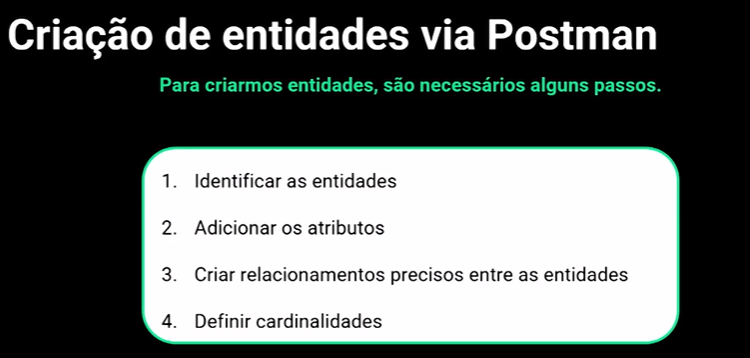 Criação de entidades via Postman
Para criarmos entidades, são necessários alguns passos.
1. Identificar as entidades
2. Adicionar os atributos
3. Criar relacionamentos precisos entre as entidades
4. Definir cardinalidades